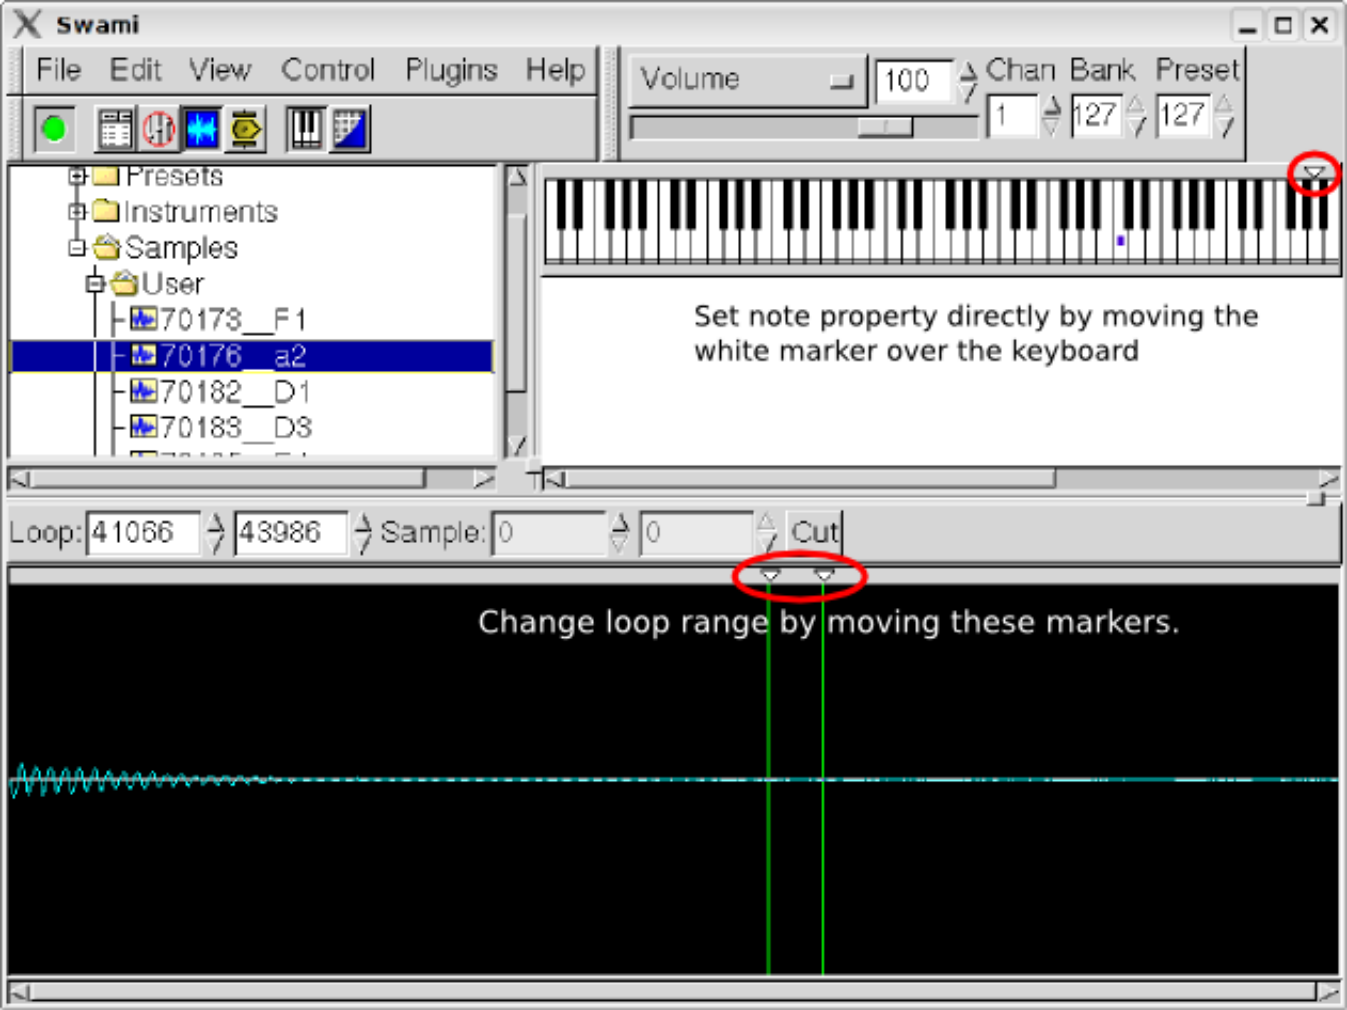 Swami
File Edit View Control Plugins Help
Volume 100 Chan Bank Preset
1 127 127
Presets
Instruments
Samples
User
70173__F1
70176__a2
70182__D1
70183__D3
Set note property directly by moving the
white marker over the keyboard
Loop: 41066 43986 Sample: 0 0 Cut
Change loop range by moving these markers.